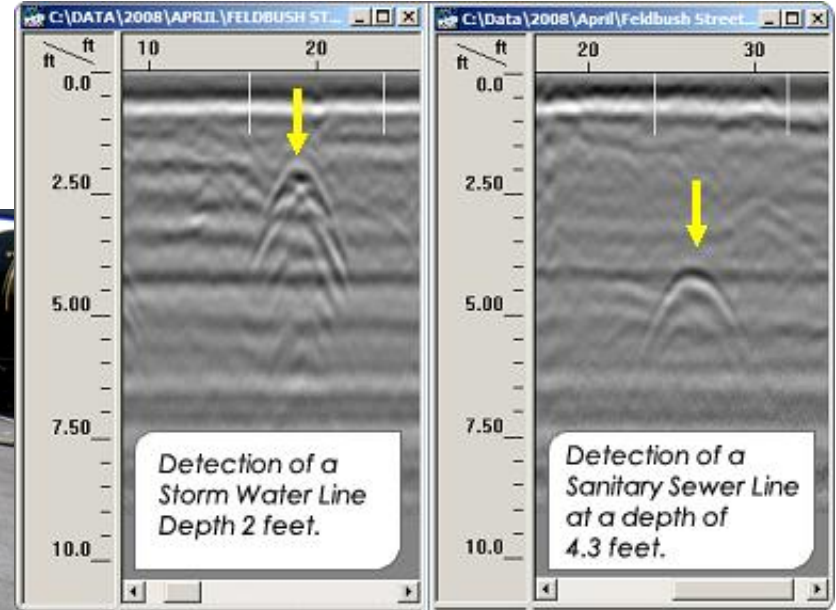 C:\DATA\2008\APRIL\FELDBUSH ST...
ft
ft
10
20
0.0
2.50
5.00
7.50
10.0
Detection of a
Storm Water Line
Depth 2 feet.
C:\Data\2008\April\Feldbush Street...
ft
ft
20
30
0.0
2.50
5.00
7.50
10.0
Detection of a
Sanitary Sewer Line
at a depth of
4.3 feet.